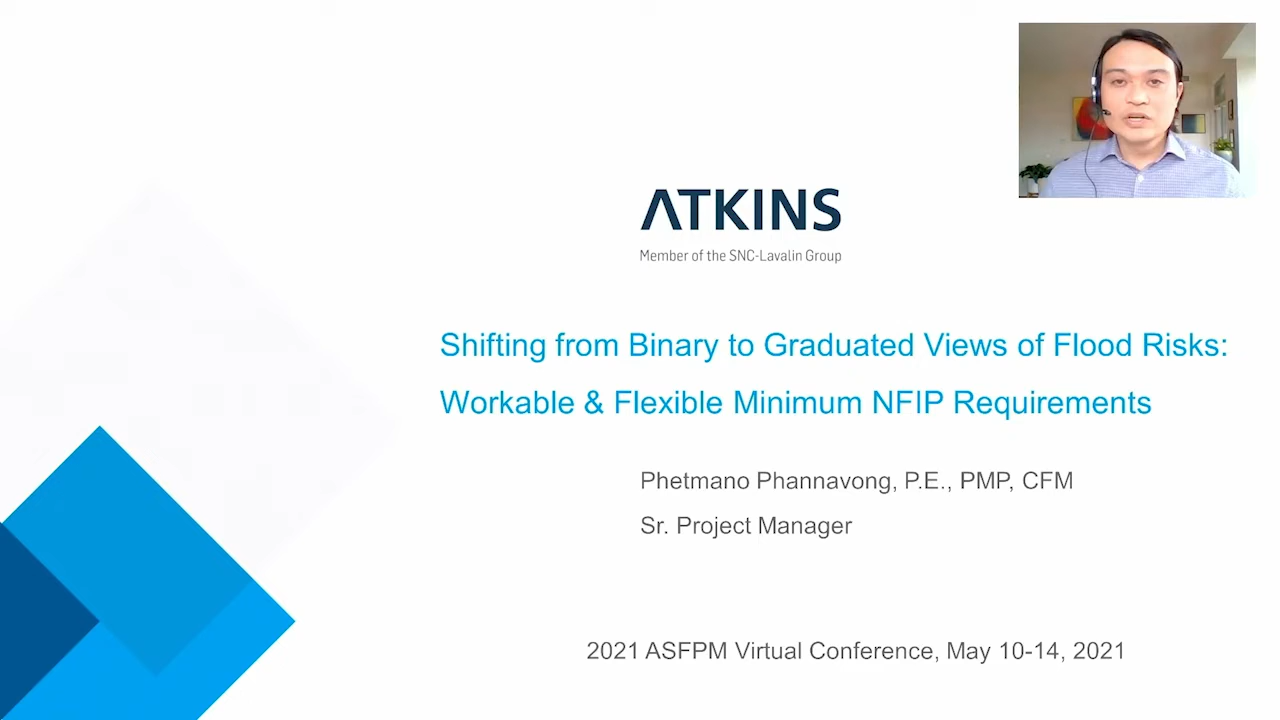 ATKINS
Member of the SNC-Lavalin Group
Shifting from Binary to Graduated Views of Flood Risks:
Workable & Flexible Minimum NFIP Requirements
Phetmano Phannavong, P.E., PMP, CFM
Sr. Project Manager
2021 ASFPM Virtual Conference, May 10-14, 2021